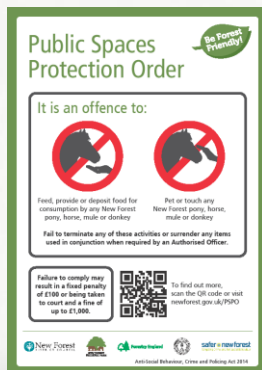 Public Spaces
Protection Order
Be Forest
Friendly!
It is an offence to:
Feed, provide or deposit food for
consumption by any New Forest
pony, horse, mule or donkey
Pet or touch any
New Forest pony, horse,
mule or donkey
Fail to terminate any of these activities or surrender any items
used in conjunction when required by an Authorised Officer.
Failure to comply may
result in a fixed penalty
of £100 or being taken
to court and a fine of
up to £1,000.
To find out more,
scan the QR code or visit
newforest.gov.uk/PSPO
New Forest
Forestry England
safer newforest
Anti-Social Behaviour, Crime and Policing Act 2014